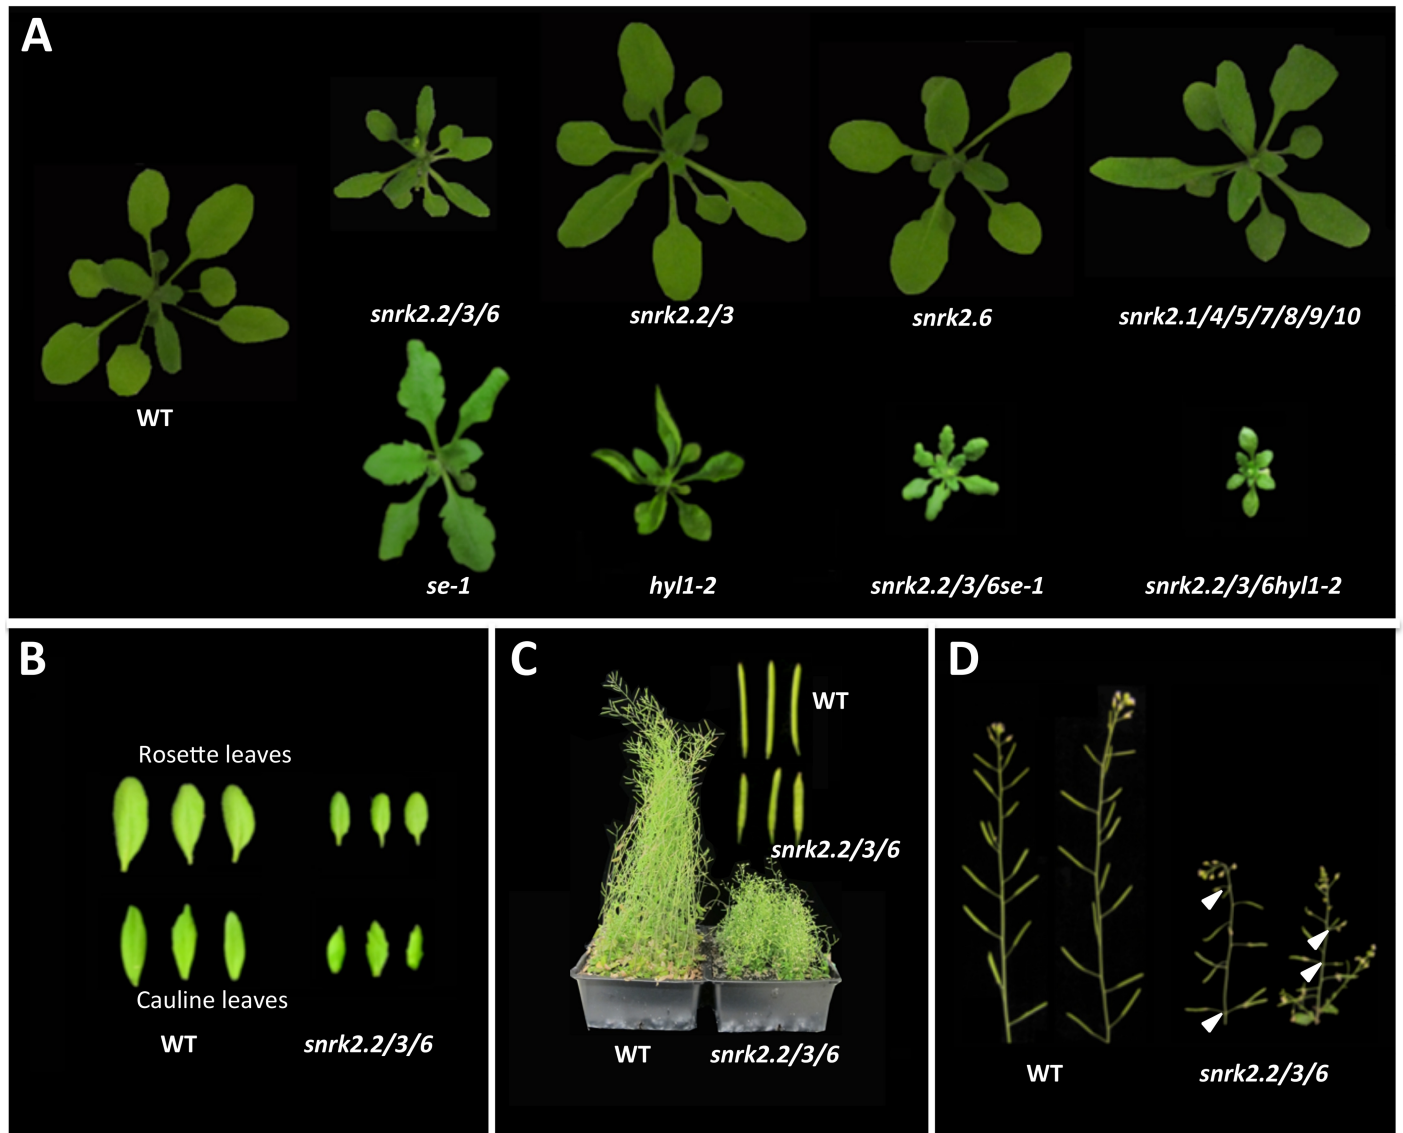 A
snrk2.2/3/6
snrk2.2/3
snrk2.6
snrk2.1/4/5/7/8/9/10
WT
se-1
hyl1-2
snrk2.2/3/6se-1
snrk2.2/3/6hyl1-2
B
Rosette leaves
Cauline leaves
WT
snrk2.2/3/6
C
WT
snrk2.2/3/6
WT
snrk2.2/3/6
D
WT
snrk2.2/3/6